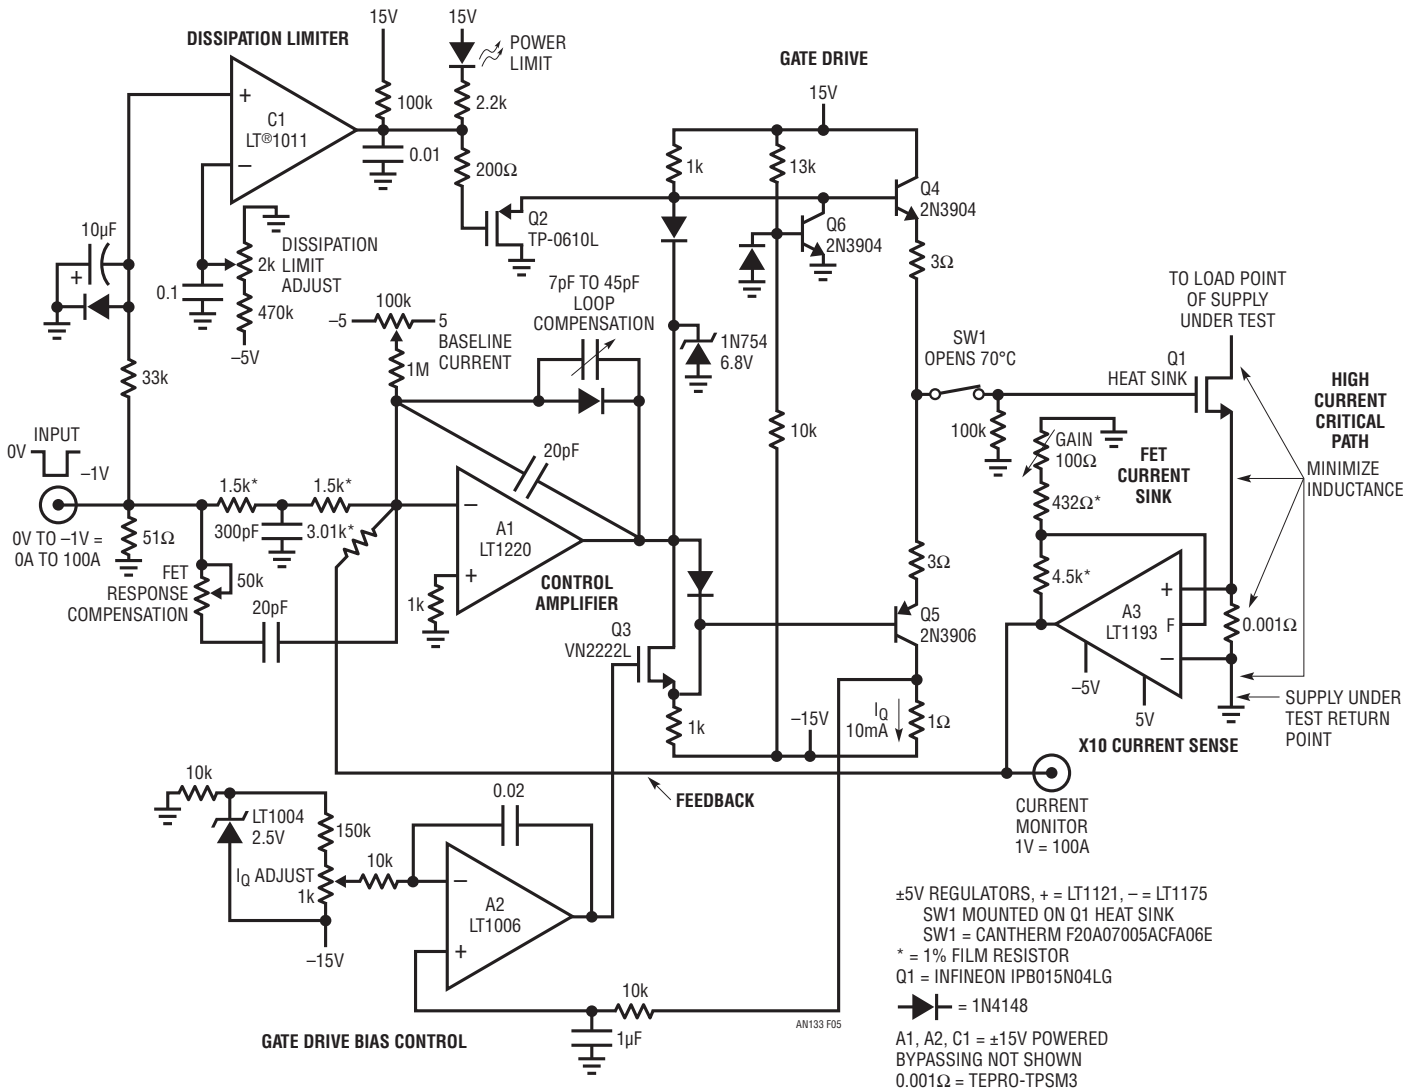 15V
15V
DISSIPATION LIMITER
POWER
LIMIT
GATE DRIVE
15V
+
C1
LT®1011
−
100k
2.2k
0.01
200Ω
1k
13k
Q4
2N3904
Q2
TP-0610L
Q6
2N3904
3Ω
10µF
+
DISSIPATION
LIMIT
ADJUST
2k
0.1
470k
–5V
7pF TO 45pF
LOOP
COMPENSATION
100k
–5
5
BASELINE
CURRENT
1M
1N754
6.8V
TO LOAD POINT
OF SUPPLY
UNDER TEST
SW1
OPENS 70°C
Q1
HEAT SINK
HIGH
CURRENT
CRITICAL
PATH
33k
10k
100k
GAIN
100Ω
FET
CURRENT
SINK
MINIMIZE
INDUCTANCE
432Ω*
INPUT
0V
–1V
20pF
1.5k*
1.5k*
300pF
3.01k*
51Ω
0V TO –1V =
0A TO 100A
−
A1
LT1220
+
FET
RESPONSE
COMPENSATION
50k
20pF
1k
CONTROL
AMPLIFIER
3Ω
4.5k*
+
A3
LT1193
F
−
0.001Ω
Q5
2N3906
Q3
VN2222L
–5V
5V
SUPPLY UNDER
TEST RETURN
POINT
IQ
10mA
1Ω
–15V
1k
X10 CURRENT SENSE
FEEDBACK
CURRENT
MONITOR
1V = 100A
10k
LT1004
2.5V
150k
0.02
IQ ADJUST
1k
10k
−
A2
LT1006
+
–15V
10k
1µF
GATE DRIVE BIAS CONTROL
AN133 F05
±5V REGULATORS, + = LT1121, – = LT1175
SW1 MOUNTED ON Q1 HEAT SINK
SW1 = CANTHERM F20A07005ACFA06E
* = 1% FILM RESISTOR
Q1 = INFINEON IPB015N04LG
= 1N4148
A1, A2, C1 = ±15V POWERED
BYPASSING NOT SHOWN
0.001Ω = TEPRO-TPSM3